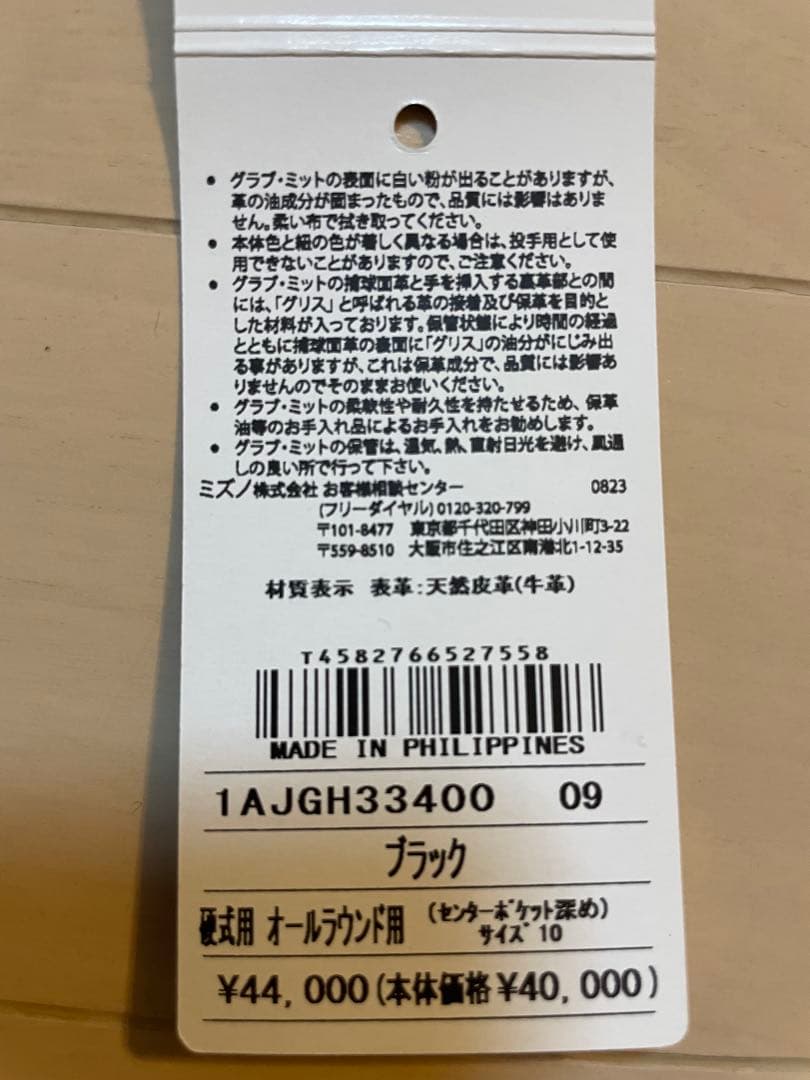 • グラブ・ミットの表面に白い粉が出ることがありますが、
革の油成分が固まったもので、品質には影響はありま
せん。柔い布で拭き取ってください。
• 本体色と紐の色が著しく異なる場合は、投手用として使
用できないことがありますので、ご注意ください。
• グラブ・ミットの捕球面革と手を挿入する裏革部との間
には、「グリス」と呼ばれる革の接着及び保革を目的と
した材料が入っております。保管状態により時間の経過
とともに捕球面革の表面に「グリス」の油分がにじみ出
る事がありますが、これは保革成分で、品質には影響あ
りませんのでそのままお使いください。
• グラブ・ミットの柔軟性や耐久性を持たせるため、保革
油等のお手入れ品によるお手入れをお勧めします。
• グラブ・ミットの保管は、湿気、熱、直射日光を避け、風通
しの良い所で行って下さい。
ミズノ株式会社 お客様相談センター 0823
(フリーダイヤル)0120-320-799
〒101-8477 東京都千代田区神田小川町3-22
〒559-8510 大阪市住之江区南港北1-12-35
材質表示 表革:天然皮革(牛革)
T4582766527558
MADE IN PHILIPPINES
1AJGH33400 09
ブラック
硬式用 オールラウンド用 (センターポケット深め)
サイズ 10
¥44,000(本体価格¥40,000)